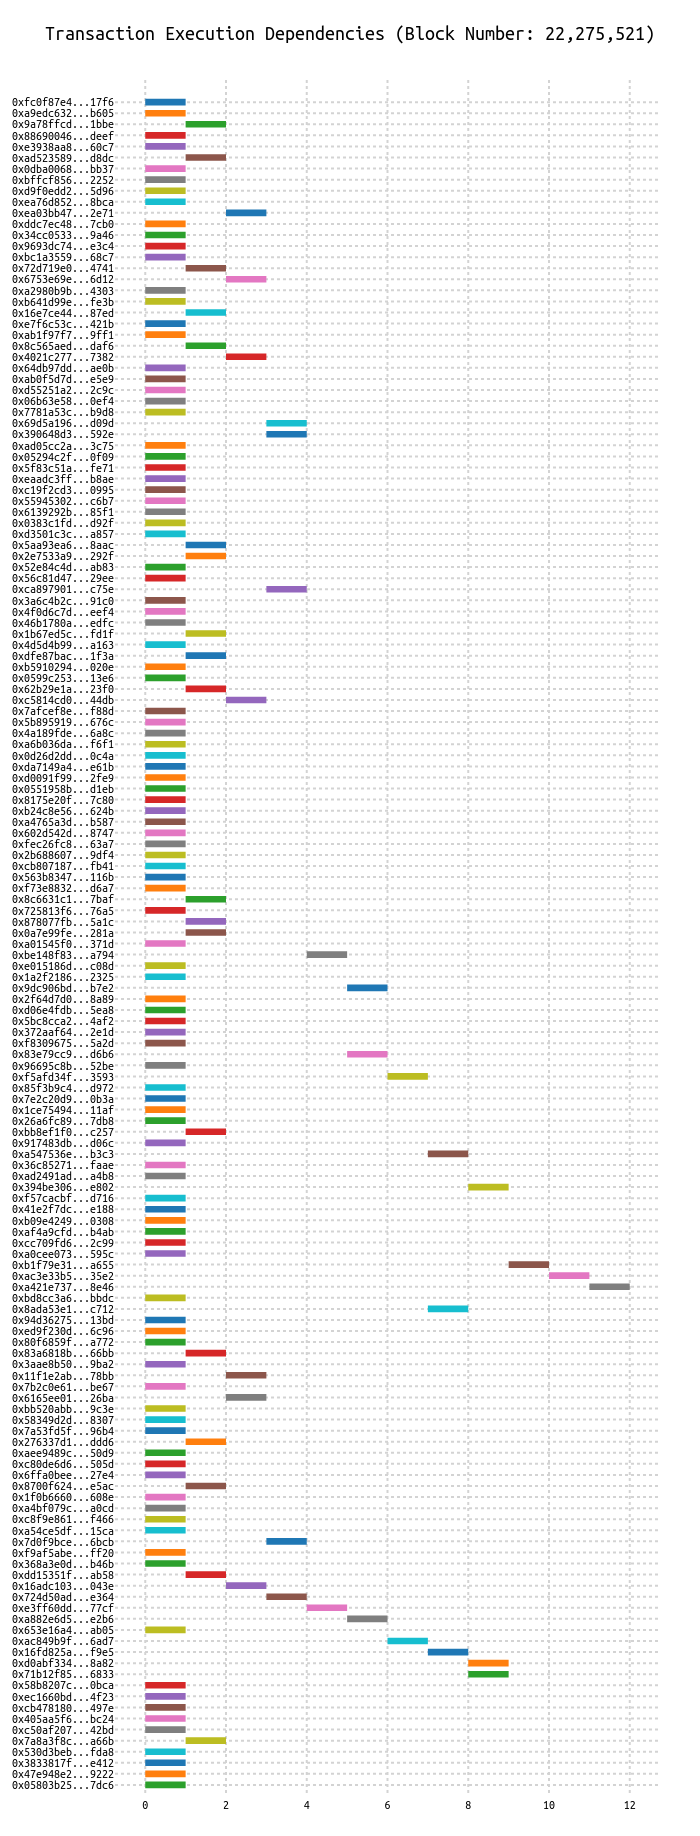 Transaction Execution Dependencies (Block Number: 22,275,521)
0xfc0f87e4...17f6
0xa9edc632...b605
0x9a78ffcd...1bbe
0x88690046...deef
0xe3938aa8...60c7
0xad523589...d8dc
0x0dba0068...bb37
0xbffcf856...2252
0xd9f0edd2...5d96
0xea76d852...8bca
0xea03bb47...2e71
0xddc7ec48...7cb0
0x34cc0533...9a46
0x9693dc74...e3c4
0xbc1a3559...68c7
0x72d719e0...4741
0x6753e69e...6d12
0xa2980b9b...4303
0xb641d99e...fe3b
0x16e7ce44...87ed
0xe7f6c53c...421b
0xab1f97f7...9ff1
0x8c565aed...daf6
0x4021c277...7382
0x64db97dd...ae0b
0xab0f5d7d...e5e9
0xd55251a2...2c9c
0x06b63e58...0ef4
0x7781a53c...b9d8
0x69d5a196...d09d
0x390648d3...592e
0xad05cc2a...3c75
0x05294c2f...0f09
0x5f83c51a...fe71
0xeaadc3ff...b8ae
0xc19f2cd3...0995
0x55945302...c6b7
0x6139292b...85f1
0x0383c1fd...d92f
0xd3501c3c...a857
0x5aa93ea6...8aac
0x2e7533a9...292f
0x52e84c4d...ab83
0x56c81d47...29ee
0xca897901...c75e
0x3a6c4b2c...91c0
0x4f0d6c7d...eef4
0x46b1780a...edfc
0x1b67ed5c...fd1f
0x4d5d4b99...a163
0xdfe87bac...1f3a
0xb5910294...020e
0x0599c253...13e6
0x62b29e1a...23f0
0xc5814cd0...44db
0x7afcef8e...f88d
0x5b895919...676c
0x4a189fde...6a8c
0xa6b036da...f6f1
0x0d26d2dd...0c4a
0xda7149a4...e61b
0xd0091f99...2fe9
0x0551958b...d1eb
0x8175e20f...7c80
0xb24c8e56...624b
0xa4765a3d...b587
0x602d542d...8747
0xfec26fc8...63a7
0x2b688607...9df4
0xcb807187...fb41
0x563b8347...116b
0xf73e8832...d6a7
0x8c6631c1...7baf
0x725813f6...76a5
0x878077fb...5a1c
0x0a7e99fe...281a
0xa01545f0...371d
0xbe148f83...a794
0xe015186d...c08d
0x1a2f2186...2325
0x9dc906bd...b7e2
0x2f64d7d0...8a89
0xd06e4fdb...5ea8
0x5bc8cca2...4af2
0x372aaf64...2e1d
0xf8309675...5a2d
0x83e79cc9...d6b6
0x96695c8b...52be
0xf5afd34f...3593
0x85f3b9c4...d972
0x7e2c20d9...0b3a
0x1ce75494...11af
0x26a6fc89...7db8
0xbb8ef1f0...c257
0x917483db...d06c
0xa547536e...b3c3
0x36c85271...faae
0xad2491ad...a4b8
0x394be306...e802
0xf57cacbf...d716
0x41e2f7dc...e188
0xb09e4249...0308
0xaf4a9cfd...b4ab
0xcc709fd6...2c99
0xa0cee073...595c
0xb1f79e31...a655
0xac3e33b5...35e2
0xa421e737...8e46
0xbd8cc3a6...bbdc
0x8ada53e1...c712
0x94d36275...13bd
0xed9f230d...6c96
0x80f6859f...a772
0x83a6818b...66bb
0x3aae8b50...9ba2
0x11f1e2ab...78bb
0x7b2c0e61...be67
0x6165ee01...26ba
0xbb520abb...9c3e
0x58349d2d...8307
0x7a53fd5f...96b4
0x276337d1...ddd6
0xaee9489c...50d9
0xc80de6d6...505d
0x6ffa0bee...27e4
0x8700f624...e5ac
0x1f0b6660...608e
0xa4bf079c...a0cd
0xc8f9e861...f466
0xa54ce5df...15ca
0x7d0f9bce...6bcb
0xf9af5abe...ff20
0x368a3e0d...b46b
0xdd15351f...ab58
0x16adc103...043e
0x724d50ad...e364
0xe3ff60dd...77cf
0xa882e6d5...e2b6
0x653e16a4...ab05
0xac849b9f...6ad7
0x16fd825a...f9e5
0xd0abf334...8a82
0x71b12f85...6833
0x58b8207c...0bca
0xec1660bd...4f23
0xcb478180...497e
0x405aa5f6...bc24
0xc50af207...42bd
0x7a8a3f8c...a66b
0x530d3beb...fda8
0x3833817f...e412
0x47e948e2...9222
0x05803b25...7dc6
0 2 4 6 8 10 12